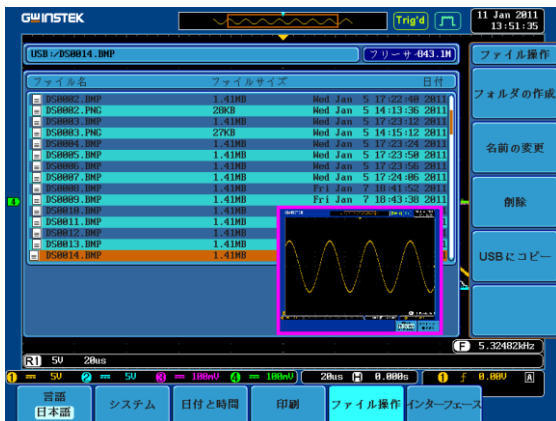 GWINSTEK
Trig'd
11 Jan 2011
13:51:35
USB:/DS0014.BMP
フリーサ 843.1M
ファイル操作
ファイル名 ファイルサイズ 日付
DS0002.BMP 1.41MB Wed Jan 5 17:22:40 2011
DS0002.PNG 28KB Wed Jan 5 14:13:36 2011
DS0003.BMP 1.41MB Wed Jan 5 17:23:12 2011
DS0003.PNG 27KB Wed Jan 5 14:15:12 2011
DS0004.BMP 1.41MB Wed Jan 5 17:23:24 2011
DS0005.BMP 1.41MB Wed Jan 5 17:23:50 2011
DS0006.BMP 1.41MB Wed Jan 5 17:23:56 2011
DS0007.BMP 1.41MB Wed Jan 5 17:24:06 2011
DS0008.BMP 1.41MB Fri Jan 7 18:41:52 2011
DS0009.BMP 1.41MB Fri Jan 7 18:43:38 2011
DS0010.BMP 1.41MB
DS0011.BMP 1.41MB
DS0012.BMP 1.41MB
DS0013.BMP 1.41MB
DS0014.BMP 1.41MB
フォルダの作成
名前の変更
削除
USBにコピー
4
F 5.32482kHz
R1 5V 20us
1 5V 2 5V 3 100mV 4 100mV 20us H 0.000s 1 f 0.00V A
言語
日本語
システム
日付と時間
印刷
ファイル操作
インターフェース